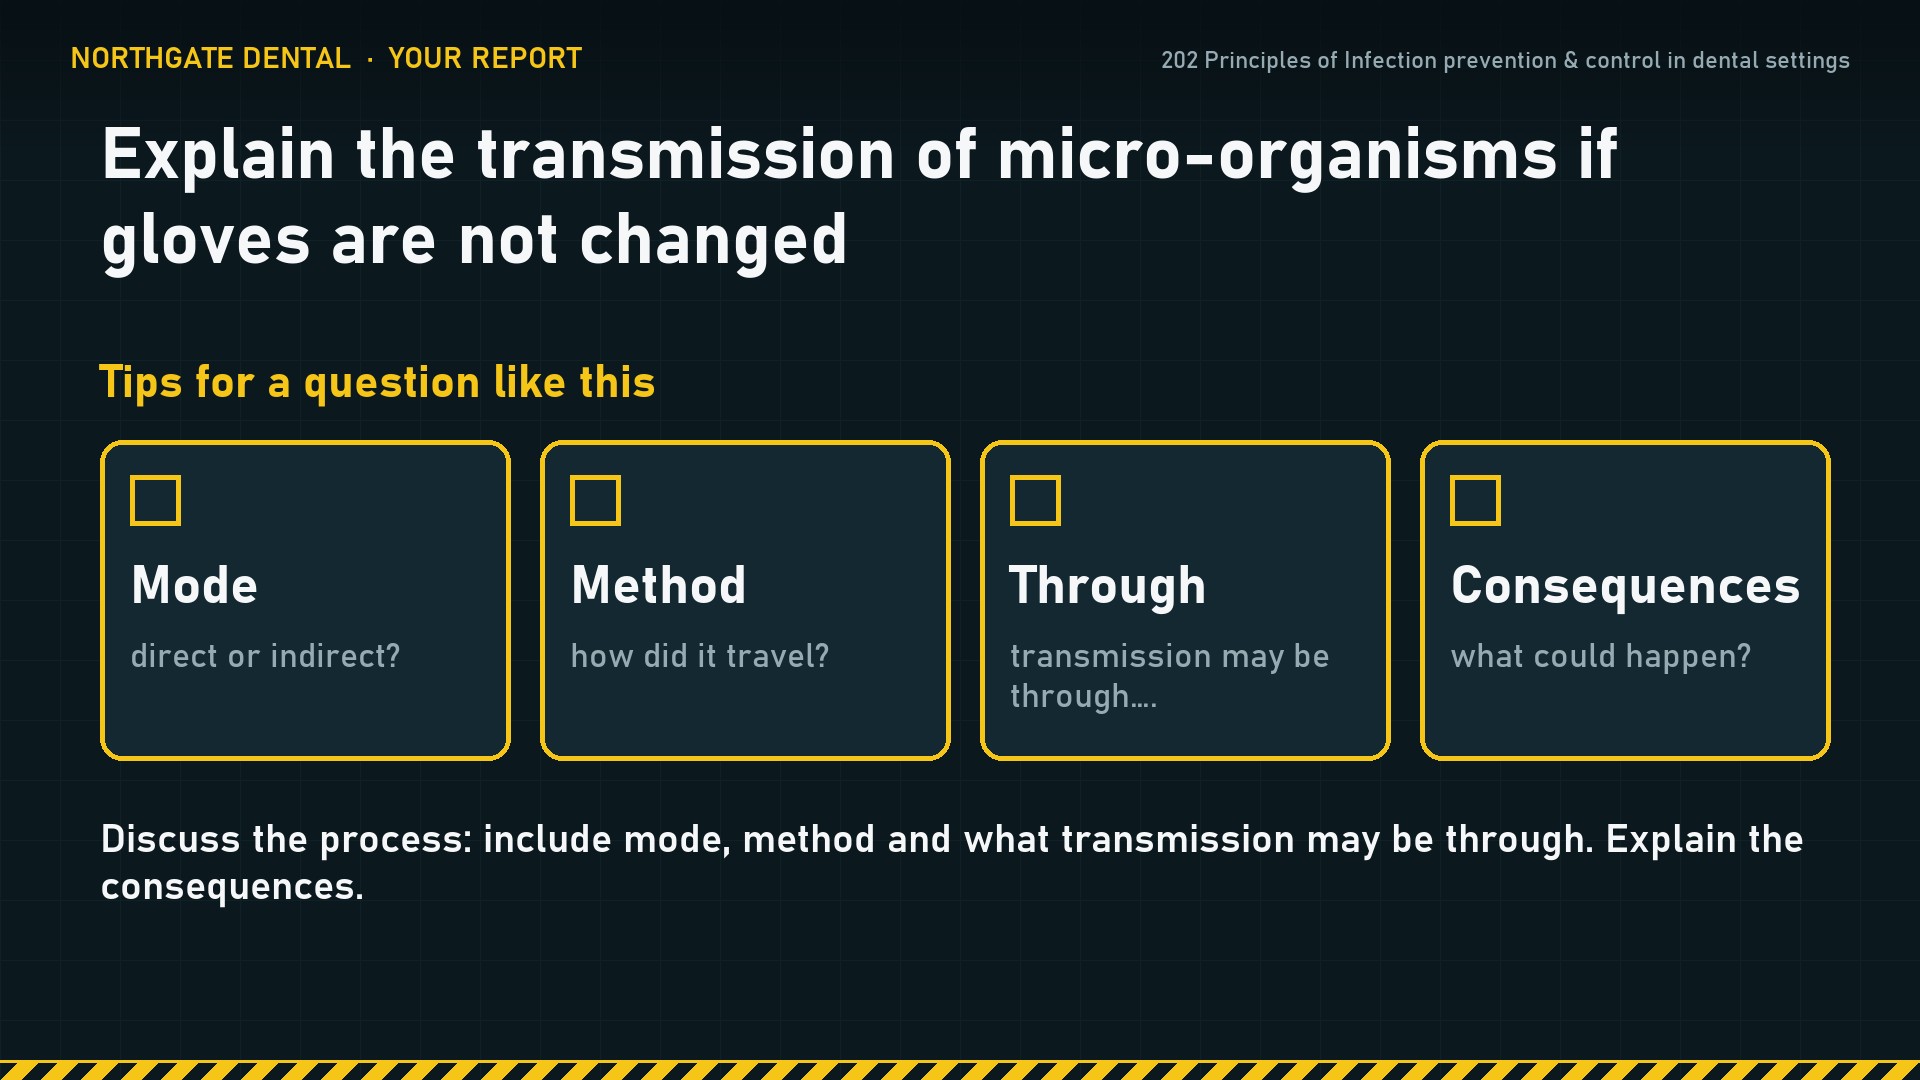 NORTHGATE DENTAL · YOUR REPORT
202 Principles of Infection prevention & control in dental settings
Explain the transmission of micro-organisms if
gloves are not changed
Tips for a question like this
Mode
direct or indirect?
Method
how did it travel?
Through
transmission may be
through....
Consequences
what could happen?
Discuss the process: include mode, method and what transmission may be through. Explain the
consequences.